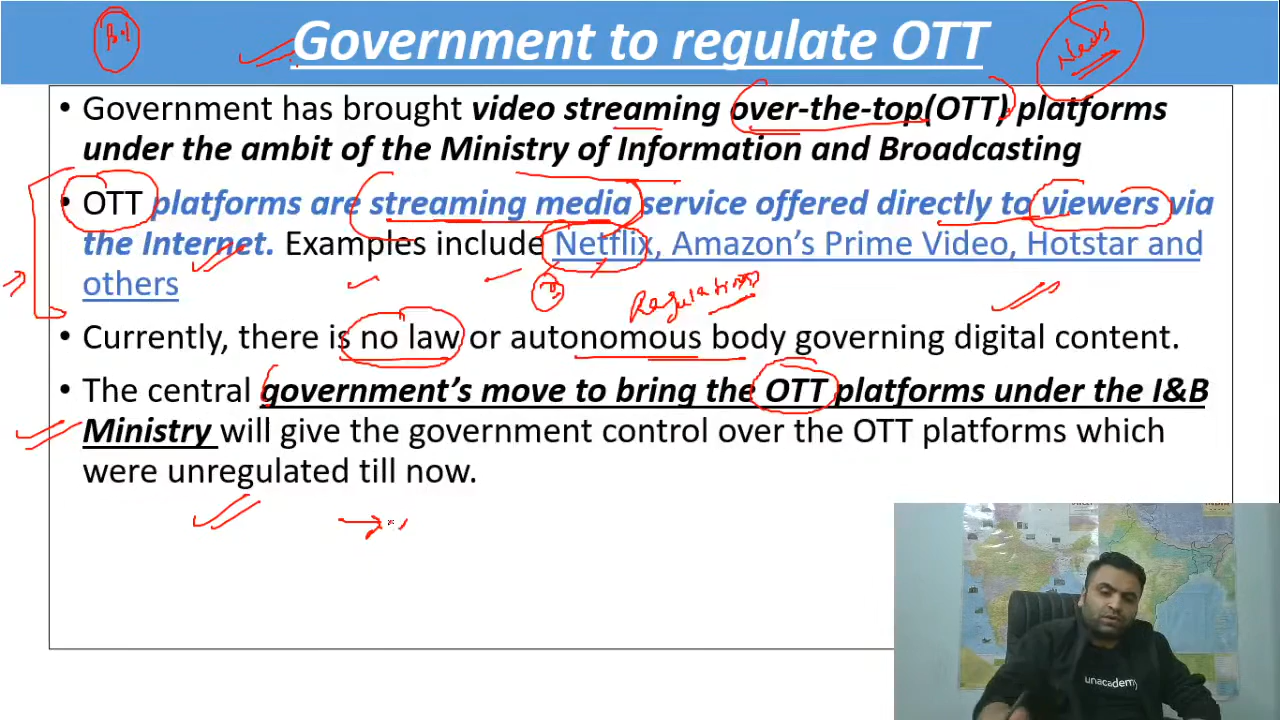 Government to regulate OTT
News
• Government has brought video streaming over-the-top(OTT) platforms
under the ambit of the Ministry of Information and Broadcasting
• OTT platforms are streaming media service offered directly to viewers via
the Internet. Examples include Netflix, Amazon's Prime Video, Hotstar and
others
Regulation
• Currently, there is no law or autonomous body governing digital content.
• The central government's move to bring the OTT platforms under the I&B
Ministry will give the government control over the OTT platforms which
were unregulated till now.
unacademy